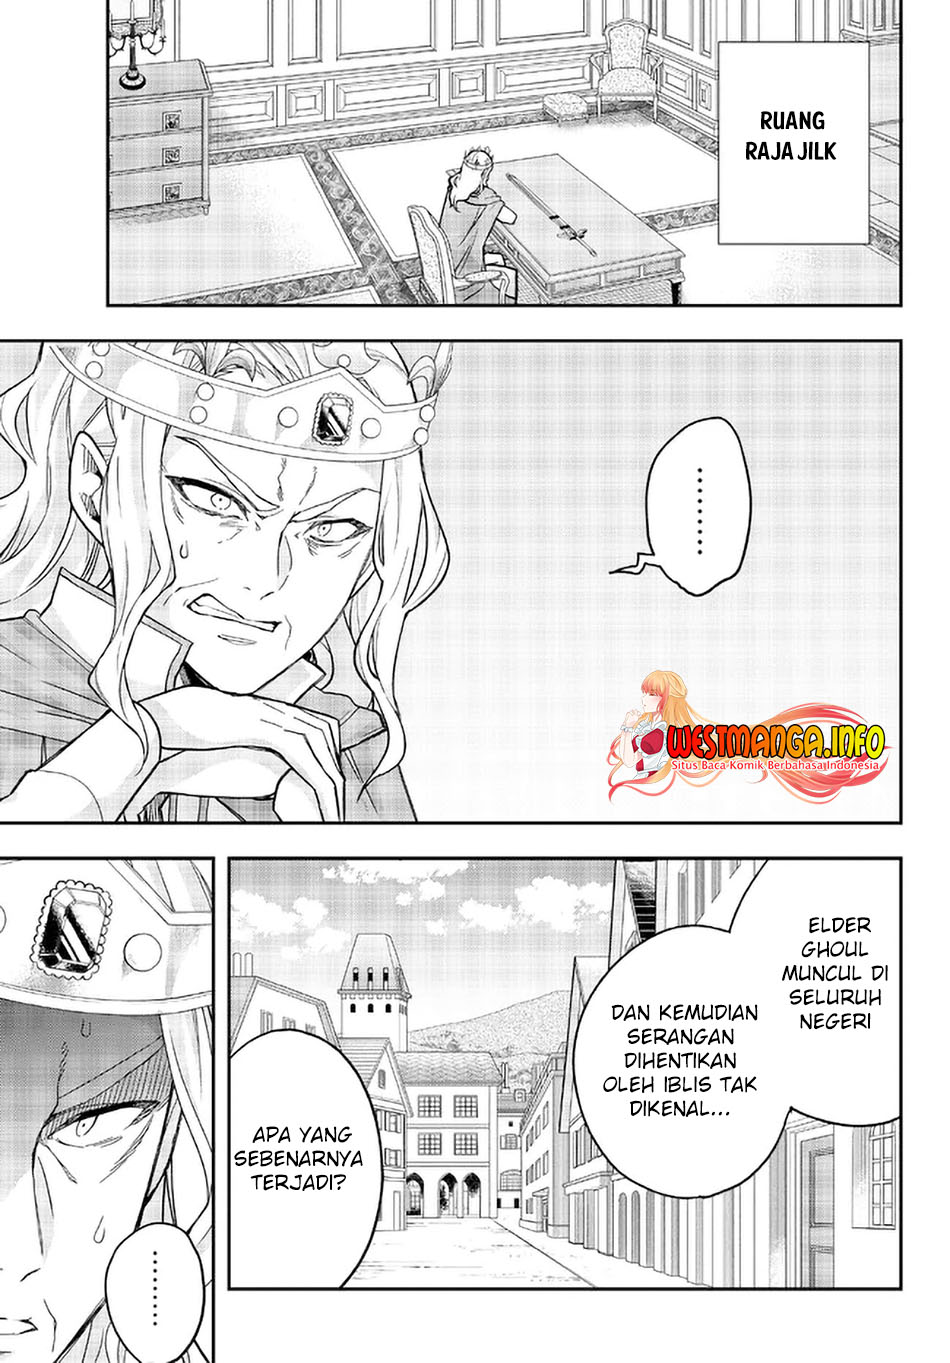 RUANG
RAJA JILK
………
WESTMANGA.INFO
Situs Baca Komik Berbahasa Indonesia
ELDER
GHOUL
MUNCUL DI
SELURUH
NEGERI
DAN KEMUDIAN
SERANGAN
DIHENTIKAN
OLEH IBLIS TAK
DIKENAL...
APA YANG
SEBENARNYA
TERJADI?
………